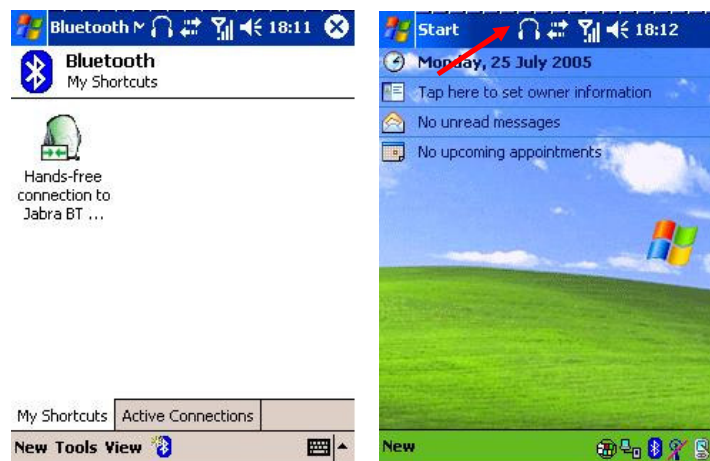 Bluetooth M 18:11
Bluetooth
My Shortcuts
Hands-free
connection to
Jabra BT ...
My Shortcuts Active Connections
New Tools View
Start 18:12
Monday, 25 July 2005
Tap here to set owner information
No unread messages
No upcoming appointments
New